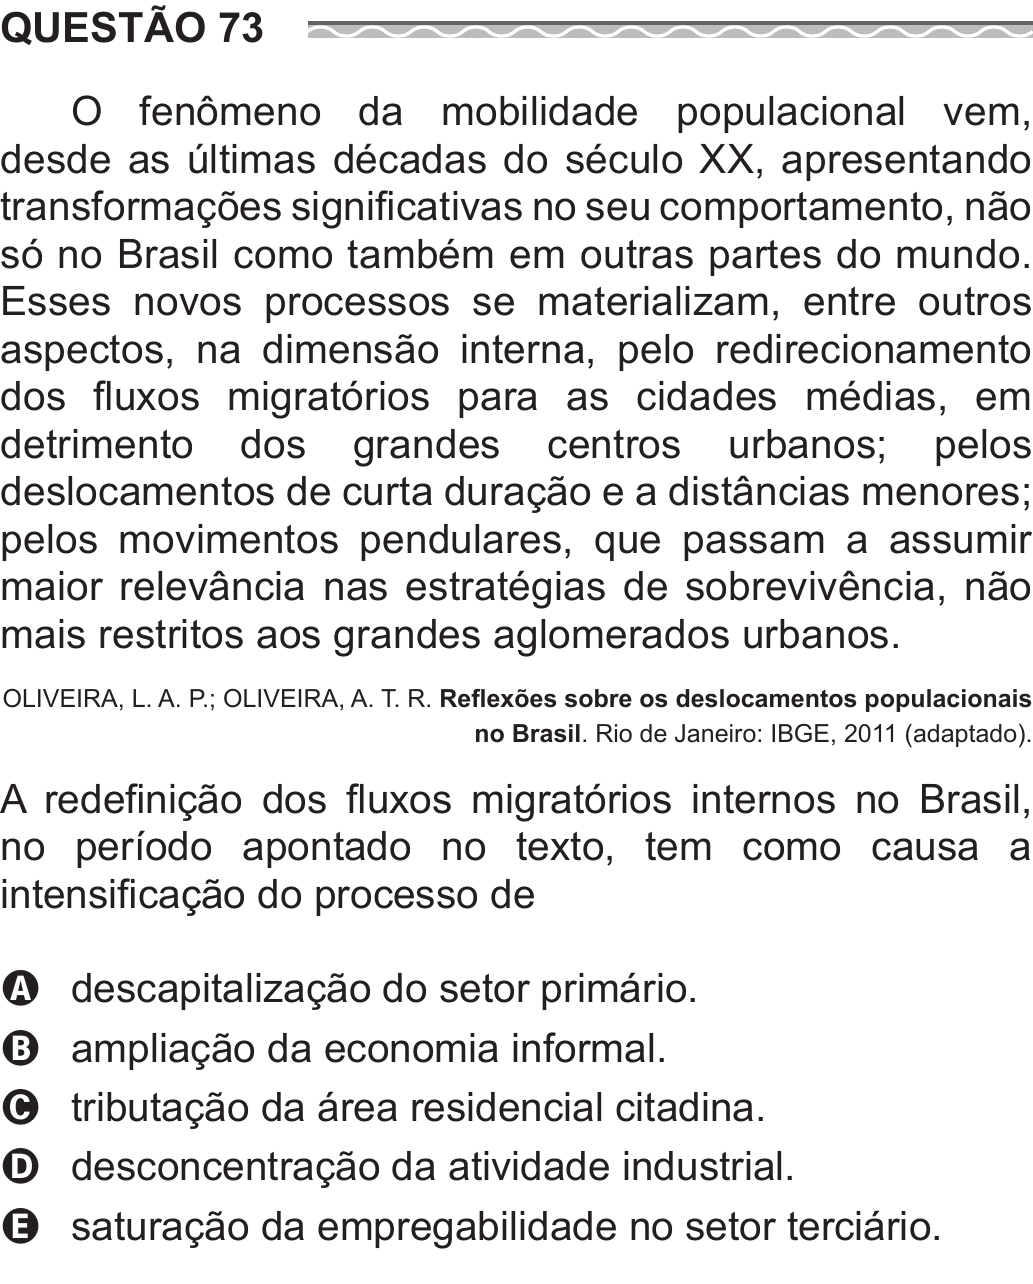 QUESTÃO 73
O fenômeno da mobilidade populacional vem,
desde as últimas décadas do século XX, apresentando
transformações significativas no seu comportamento, não
só no Brasil como também em outras partes do mundo.
Esses novos processos se materializam, entre outros
aspectos, na dimensão interna, pelo redirecionamento
dos fluxos migratórios para as cidades médias, em
detrimento dos grandes centros urbanos; pelos
deslocamentos de curta duração e a distâncias menores;
pelos movimentos pendulares, que passam a assumir
maior relevância nas estratégias de sobrevivência, não
mais restritos aos grandes aglomerados urbanos.
OLIVEIRA, L. A. P.; OLIVEIRA, A. T. R. Reflexões sobre os deslocamentos populacionais
no Brasil. Rio de Janeiro: IBGE, 2011 (adaptado).
A redefinição dos fluxos migratórios internos no Brasil,
no período apontado no texto, tem como causa a
intensificação do processo de
A descapitalização do setor primário.
B ampliação da economia informal.
C tributação da área residencial citadina.
D desconcentração da atividade industrial.
E saturação da empregabilidade no setor terciário.